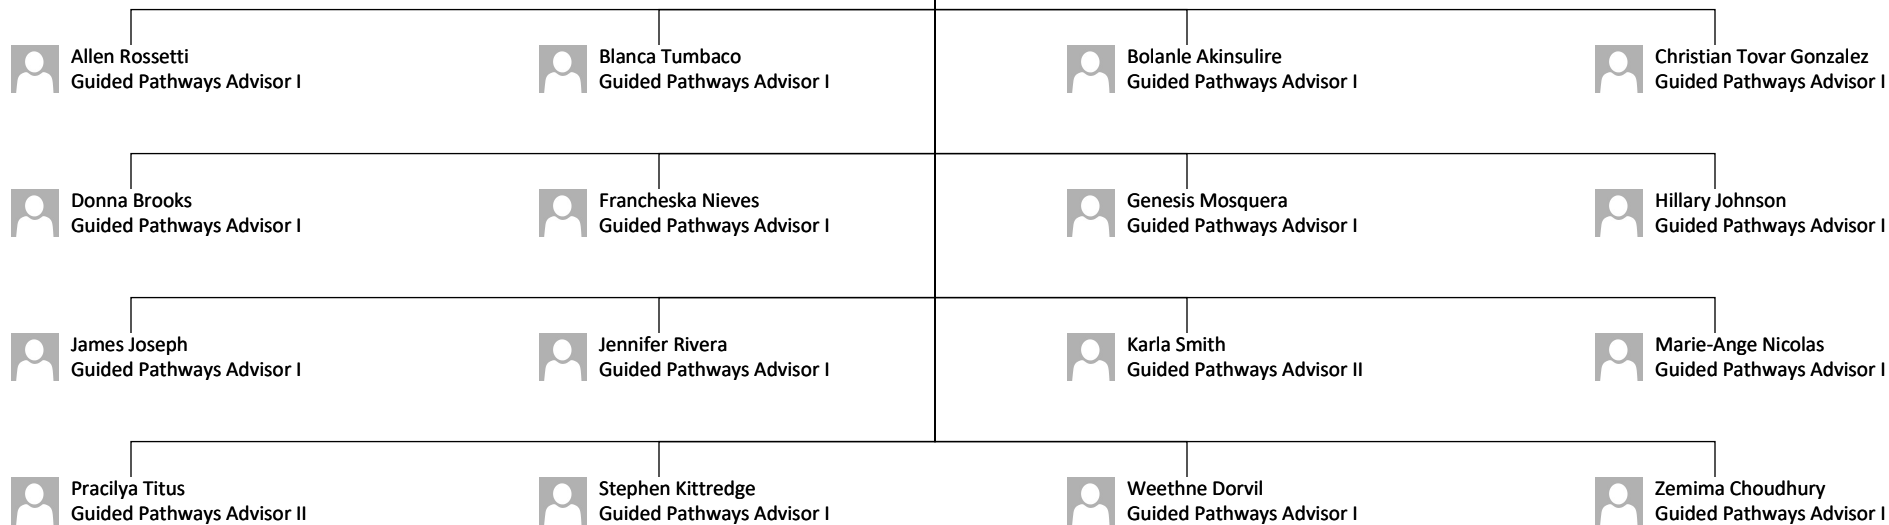 Allen Rossetti
Guided Pathways Advisor I
Blanca Tumbaco
Guided Pathways Advisor I
Bolanle Akinsulire
Guided Pathways Advisor I
Christian Tovar Gonzalez
Guided Pathways Advisor I
Donna Brooks
Guided Pathways Advisor I
Francheska Nieves
Guided Pathways Advisor I
Genesis Mosquera
Guided Pathways Advisor I
Hillary Johnson
Guided Pathways Advisor I
James Joseph
Guided Pathways Advisor I
Jennifer Rivera
Guided Pathways Advisor I
Karla Smith
Guided Pathways Advisor II
Marie-Ange Nicolas
Guided Pathways Advisor I
Pracilya Titus
Guided Pathways Advisor II
Stephen Kittredge
Guided Pathways Advisor I
Weethne Dorvil
Guided Pathways Advisor I
Zemima Choudhury
Guided Pathways Advisor I